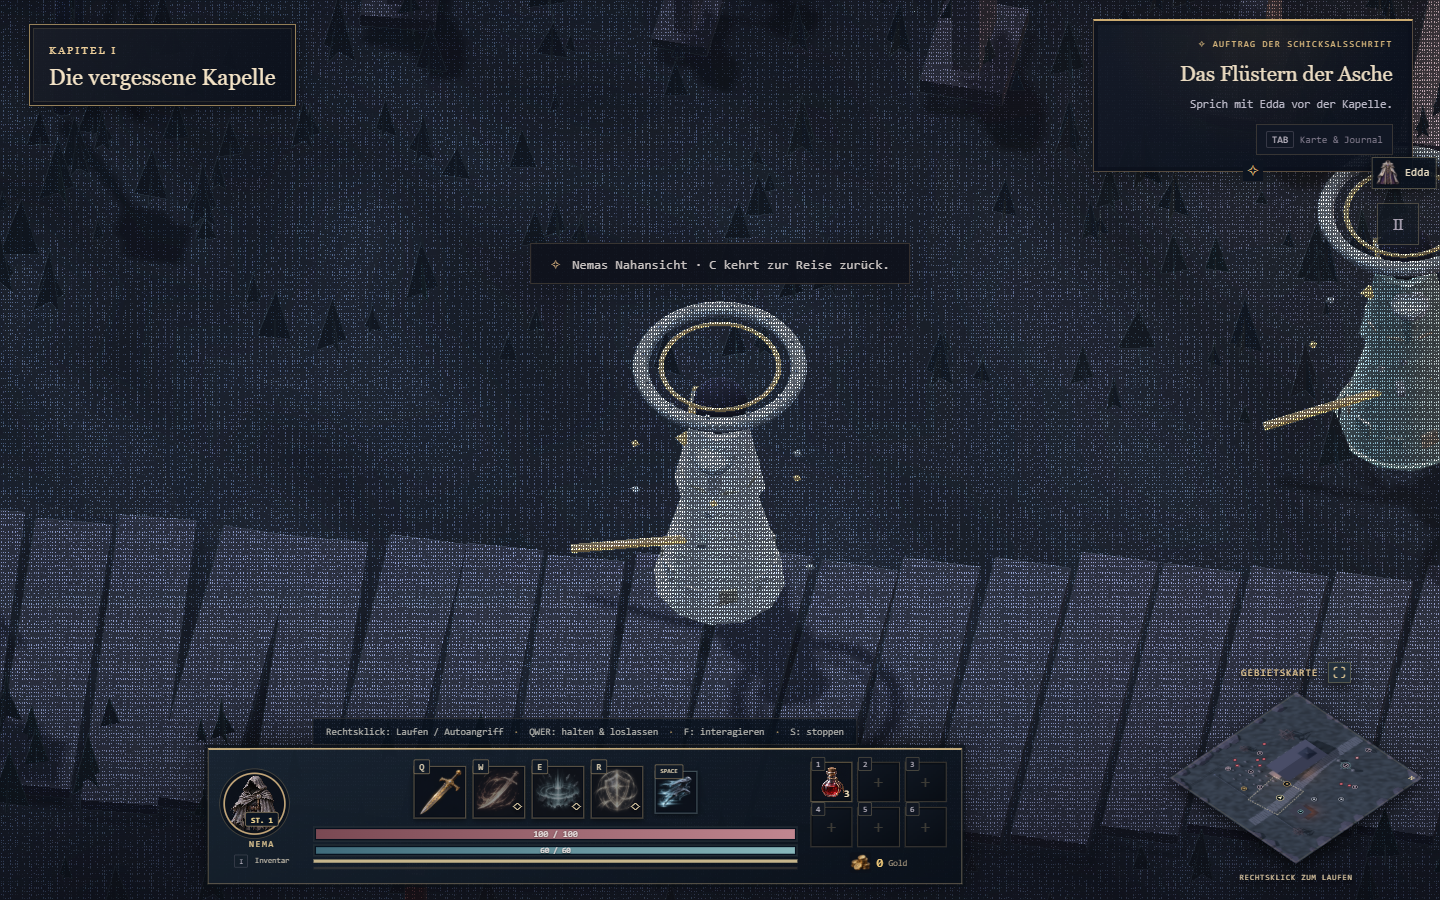 KAPITEL I
Die vergessene Kapelle
✧ AUFTRAG DER SCHICKSALSSCHRIFT
Das Flüstern der Asche
Sprich mit Edda vor der Kapelle.
TAB Karte & Journal
Edda
II
✧ Nemas Nahansicht · C kehrt zur Reise zurück.
GEBIETSKARTE
Rechtsklick: Laufen / Autoangriff · QWER: halten & loslassen · F: interagieren · S: stoppen
Q W E R SPACE
1 2 3
3
4 5 6
ST. 1
NEMA
I Inventar
100 / 100
60 / 60
0 Gold
RECHTSKLICK ZUM LAUFEN